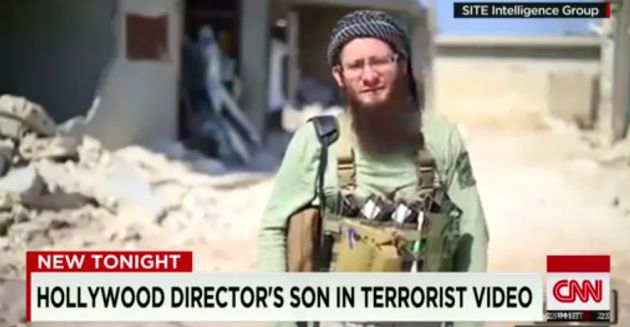 SITE Intelligence Group
NEW TONIGHT
HOLLYWOOD DIRECTOR'S SON IN TERRORIST VIDEO
CNN